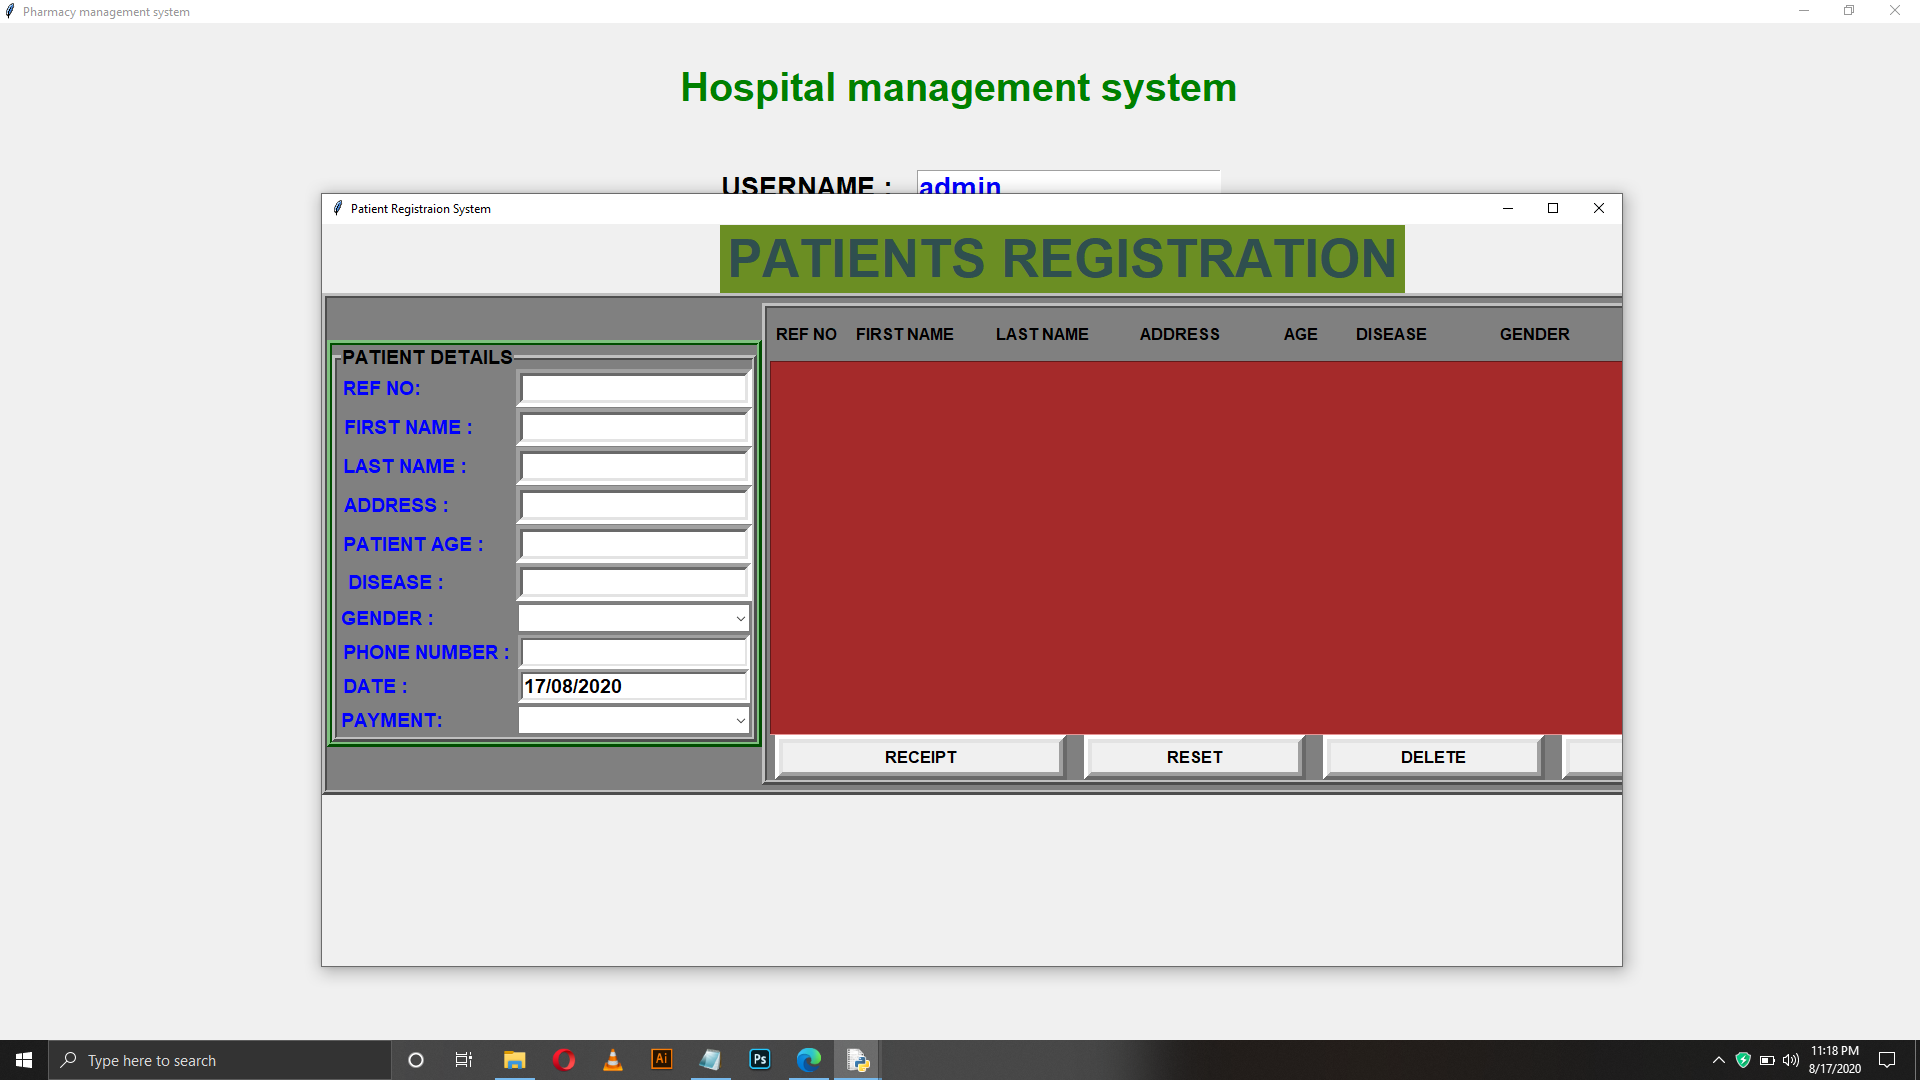 Pharmacy management system
Hospital management system
USERNAME :
admin
Patient Registraion System
PATIENTS REGISTRATION
REF NO FIRST NAME LAST NAME ADDRESS AGE DISEASE GENDER
PATIENT DETAILS
REF NO:
FIRST NAME :
LAST NAME :
ADDRESS :
PATIENT AGE :
DISEASE :
GENDER :
PHONE NUMBER :
DATE : 17/08/2020
PAYMENT:
RECEIPT RESET DELETE
Type here to search
Ai
Ps
11:18 PM
8/17/2020